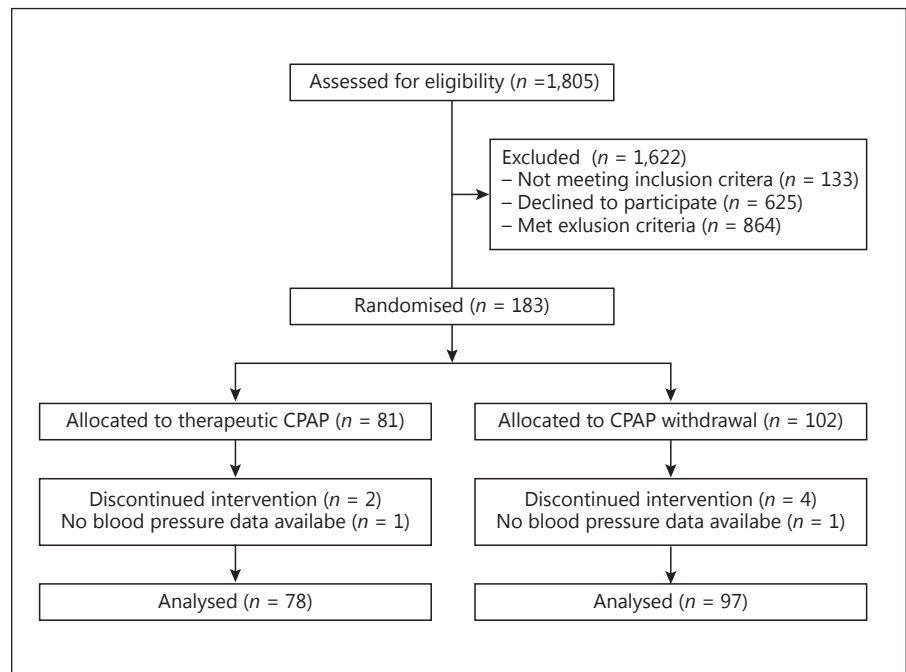 Assessed for eligibility (n =1,805)
Excluded (n = 1,622)
– Not meeting inclusion critera (n = 133)
– Declined to participate (n = 625)
– Met exlusion criteria (n = 864)
Randomised (n = 183)
Allocated to therapeutic CPAP (n = 81)
Allocated to CPAP withdrawal (n = 102)
Discontinued intervention (n = 2)
No blood pressure data availabe (n = 1)
Discontinued intervention (n = 4)
No blood pressure data availabe (n = 1)
Analysed (n = 78)
Analysed (n = 97)